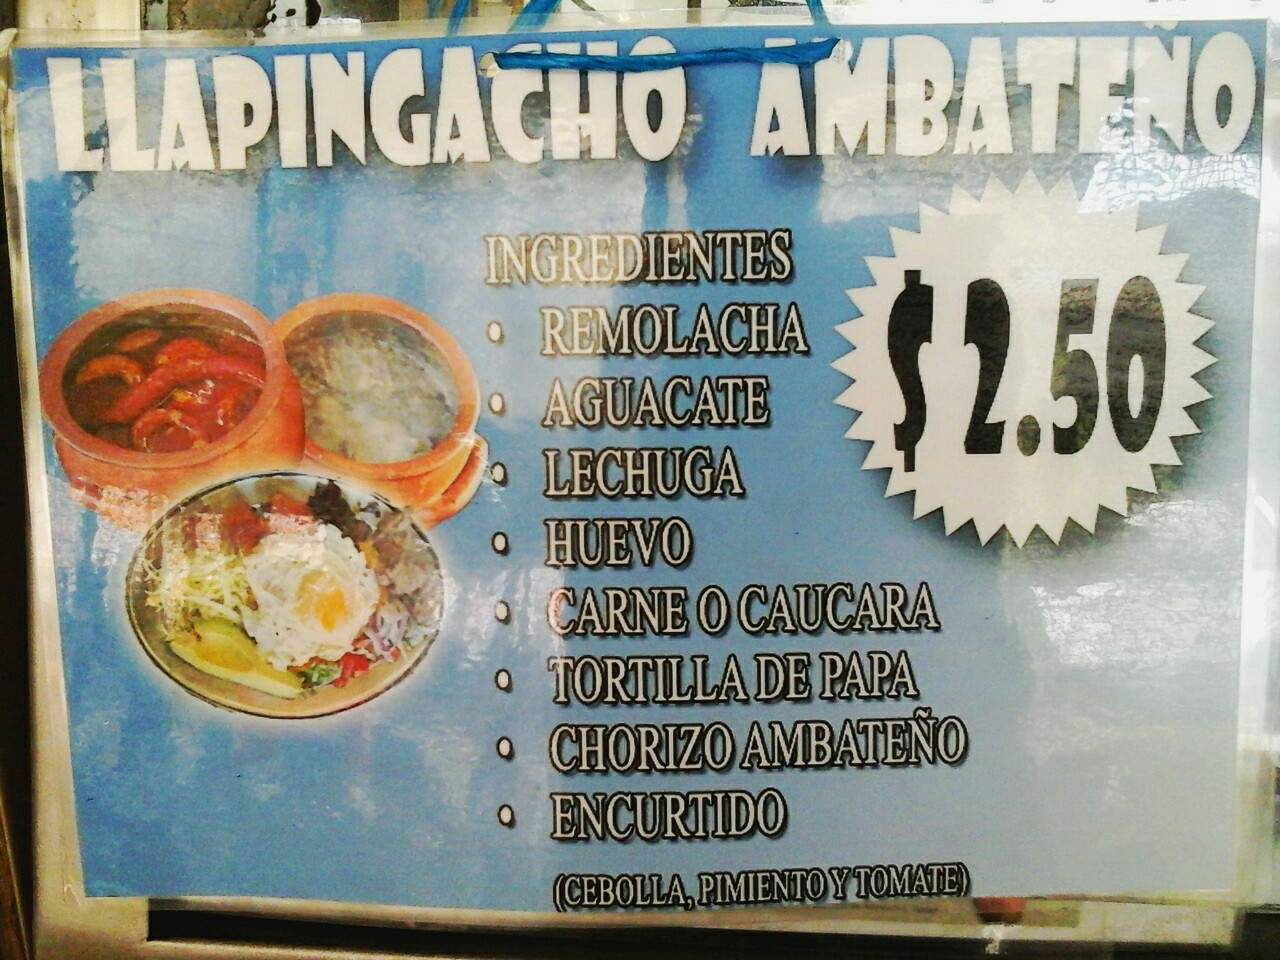 LLAPINGACHO AMBATEÑO
INGREDIENTES
• REMOLACHA
• AGUACATE
• LECHUGA
• HUEVO
• CARNE O CAUCARA
• TORTILLA DE PAPA
• CHORIZO AMBATEÑO
• ENCURTIDO
(CEBOLLA, PIMIENTO Y TOMATE)
$ 2.50